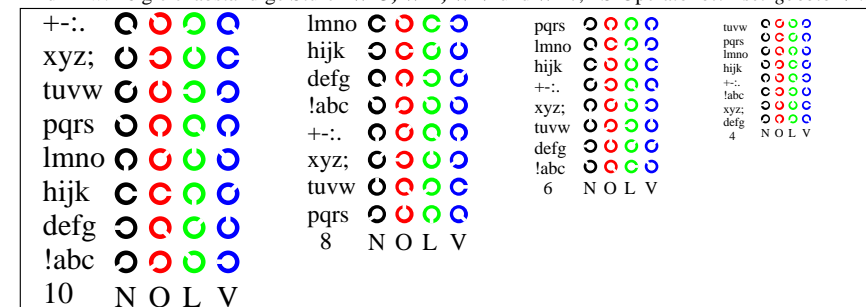 +-:.
xyz;
tuvw
pqrs
lmno
hijk
defg
!abc
10 N O L V
lmno
hijk
defg
!abc
+-:.
xyz;
tuvw
pqrs
8 N O L V
pqrs
lmno
hijk
+-:.
xyz;
tuvw
defg
!abc
6 N O L V
tuvw
pqrs
lmno
hijk
+-:.
!abc
xyz;
defg
4 N O L V